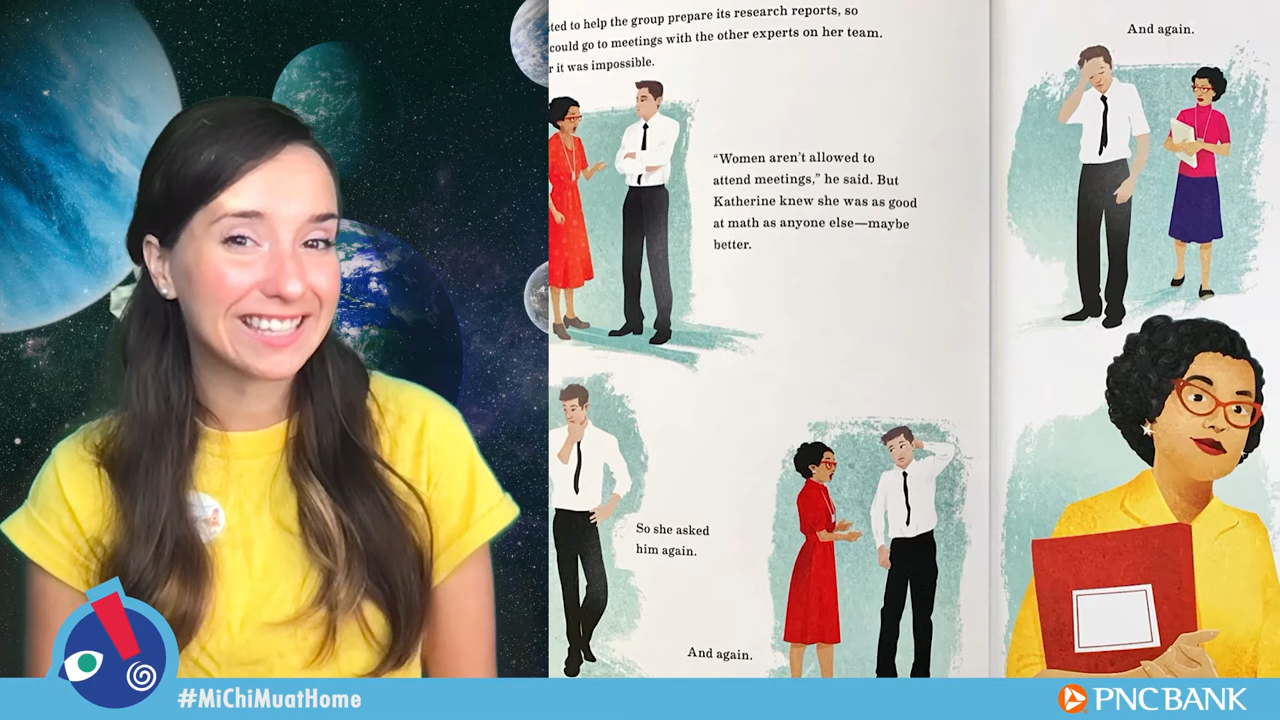 to help the group prepare its research reports, so
could go to meetings with the other experts on her team.
it was impossible.
And again.
“Women aren’t allowed to
attend meetings,” he said. But
Katherine knew she was as good
at math as anyone else—maybe
better.
So she asked
him again.
And again.
#MiChiMuatHome
PNC BANK